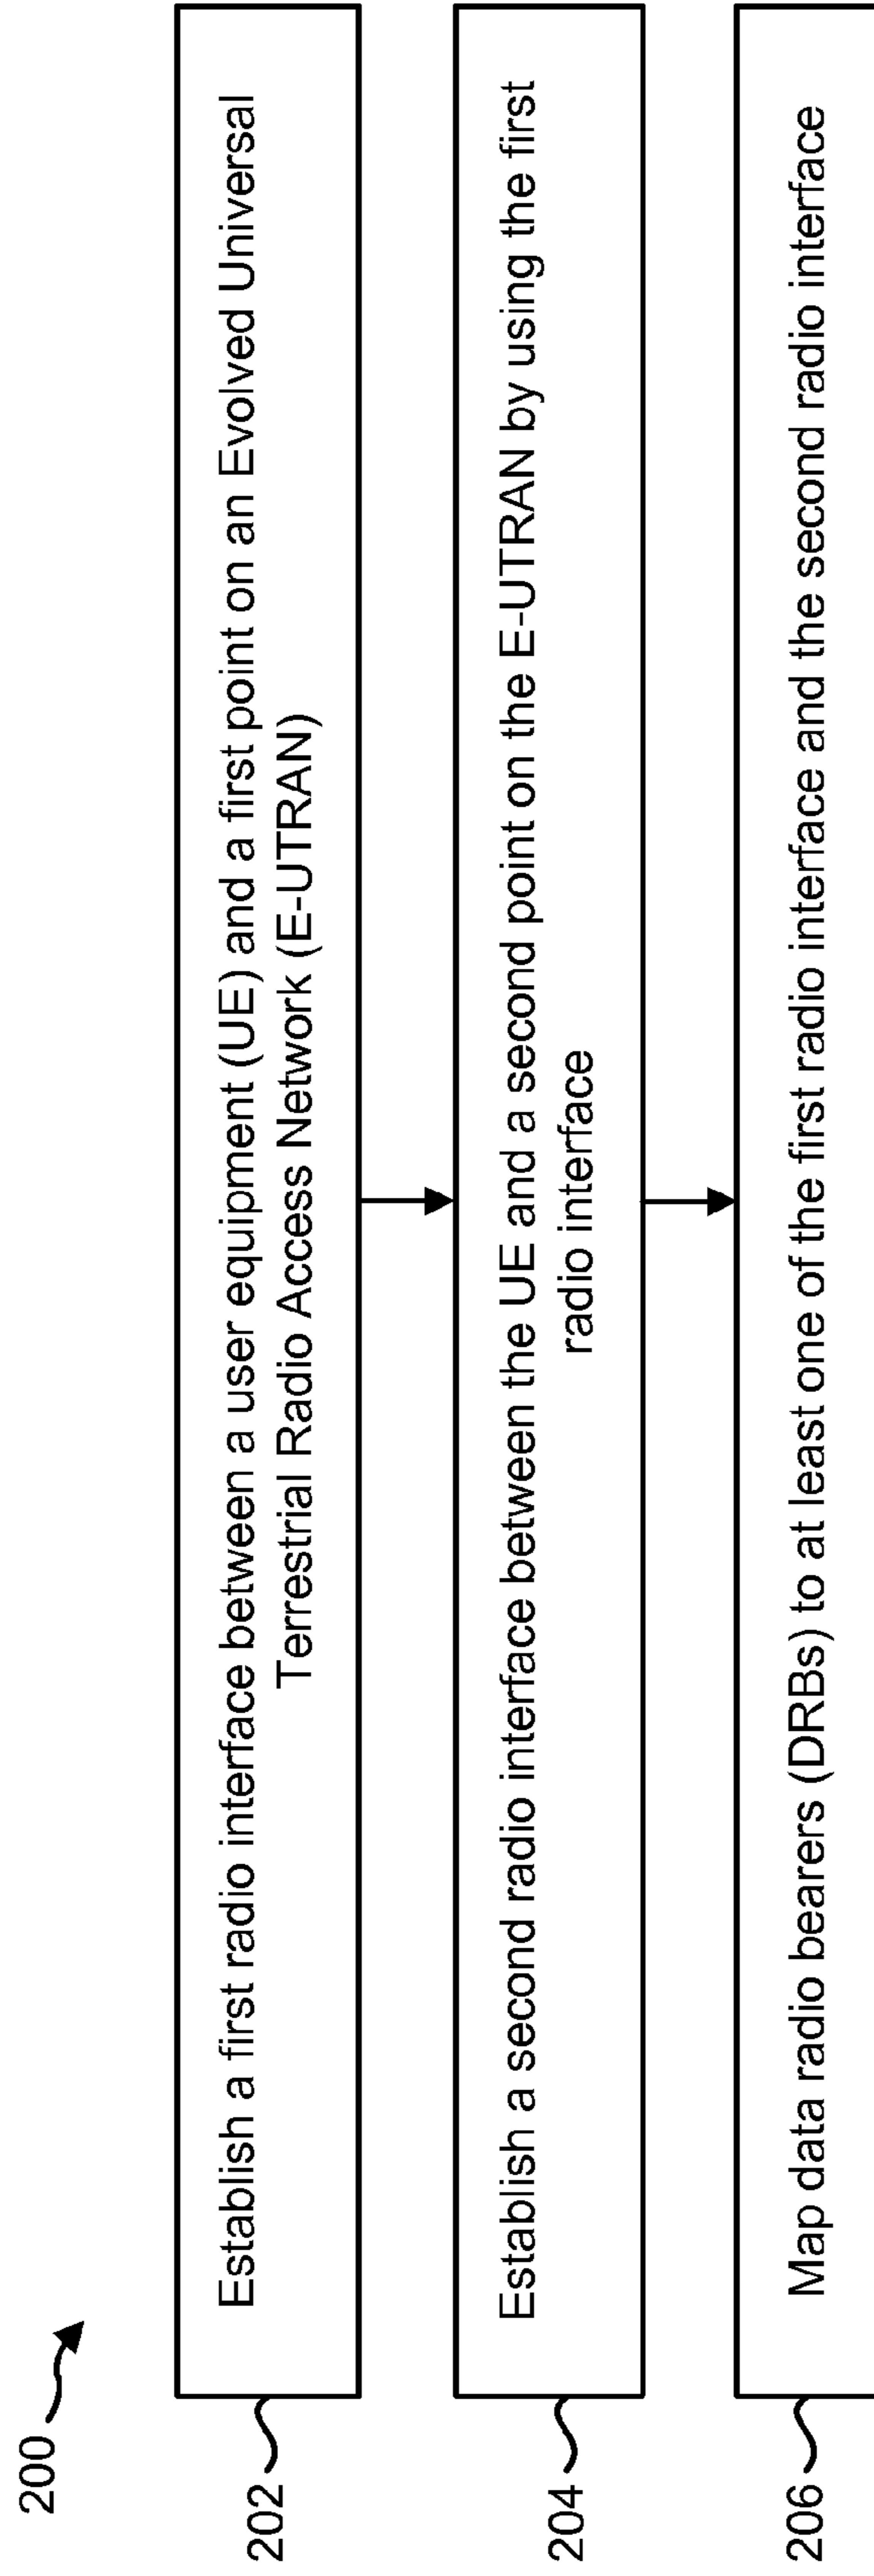 200
202
Establish a first radio interface between a user equipment (UE) and a first point on an Evolved Universal
Terrestrial Radio Access Network (E-UTRAN)
204
Establish a second radio interface between the UE and a second point on the E-UTRAN by using the first
radio interface
206
Map data radio bearers (DRBs) to at least one of the first radio interface and the second radio interface